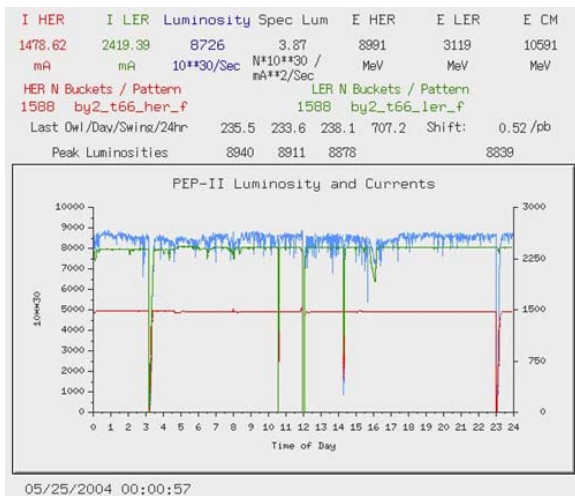 I HER I LER Luminosity Spec Lum E HER E LER E CM
1478.62 2419.39 8726 3.87 8991 3119 10591
mA mA 10**30/Sec N*10**30 / mA**2/Sec MeV MeV MeV
HER N Buckets / Pattern LER N Buckets / Pattern
1588 by2_t66_her_f 1588 by2_t66_ler_f
Last Owl/Day/Swing/24hr 235.5 233.6 238.1 707.2 Shift: 0.52 /pb
Peak Luminosities 8940 8911 8878 8839
PEP-II Luminosity and Currents
10000 3000
9000
8000
7000 2250
6000
5000 1500
4000
3000
2000 750
1000
0 0
10**30
0 1 2 3 4 5 6 7 8 9 10 11 12 13 14 15 16 17 18 19 20 21 22 23 24
Time of Day
05/25/2004 00:00:57